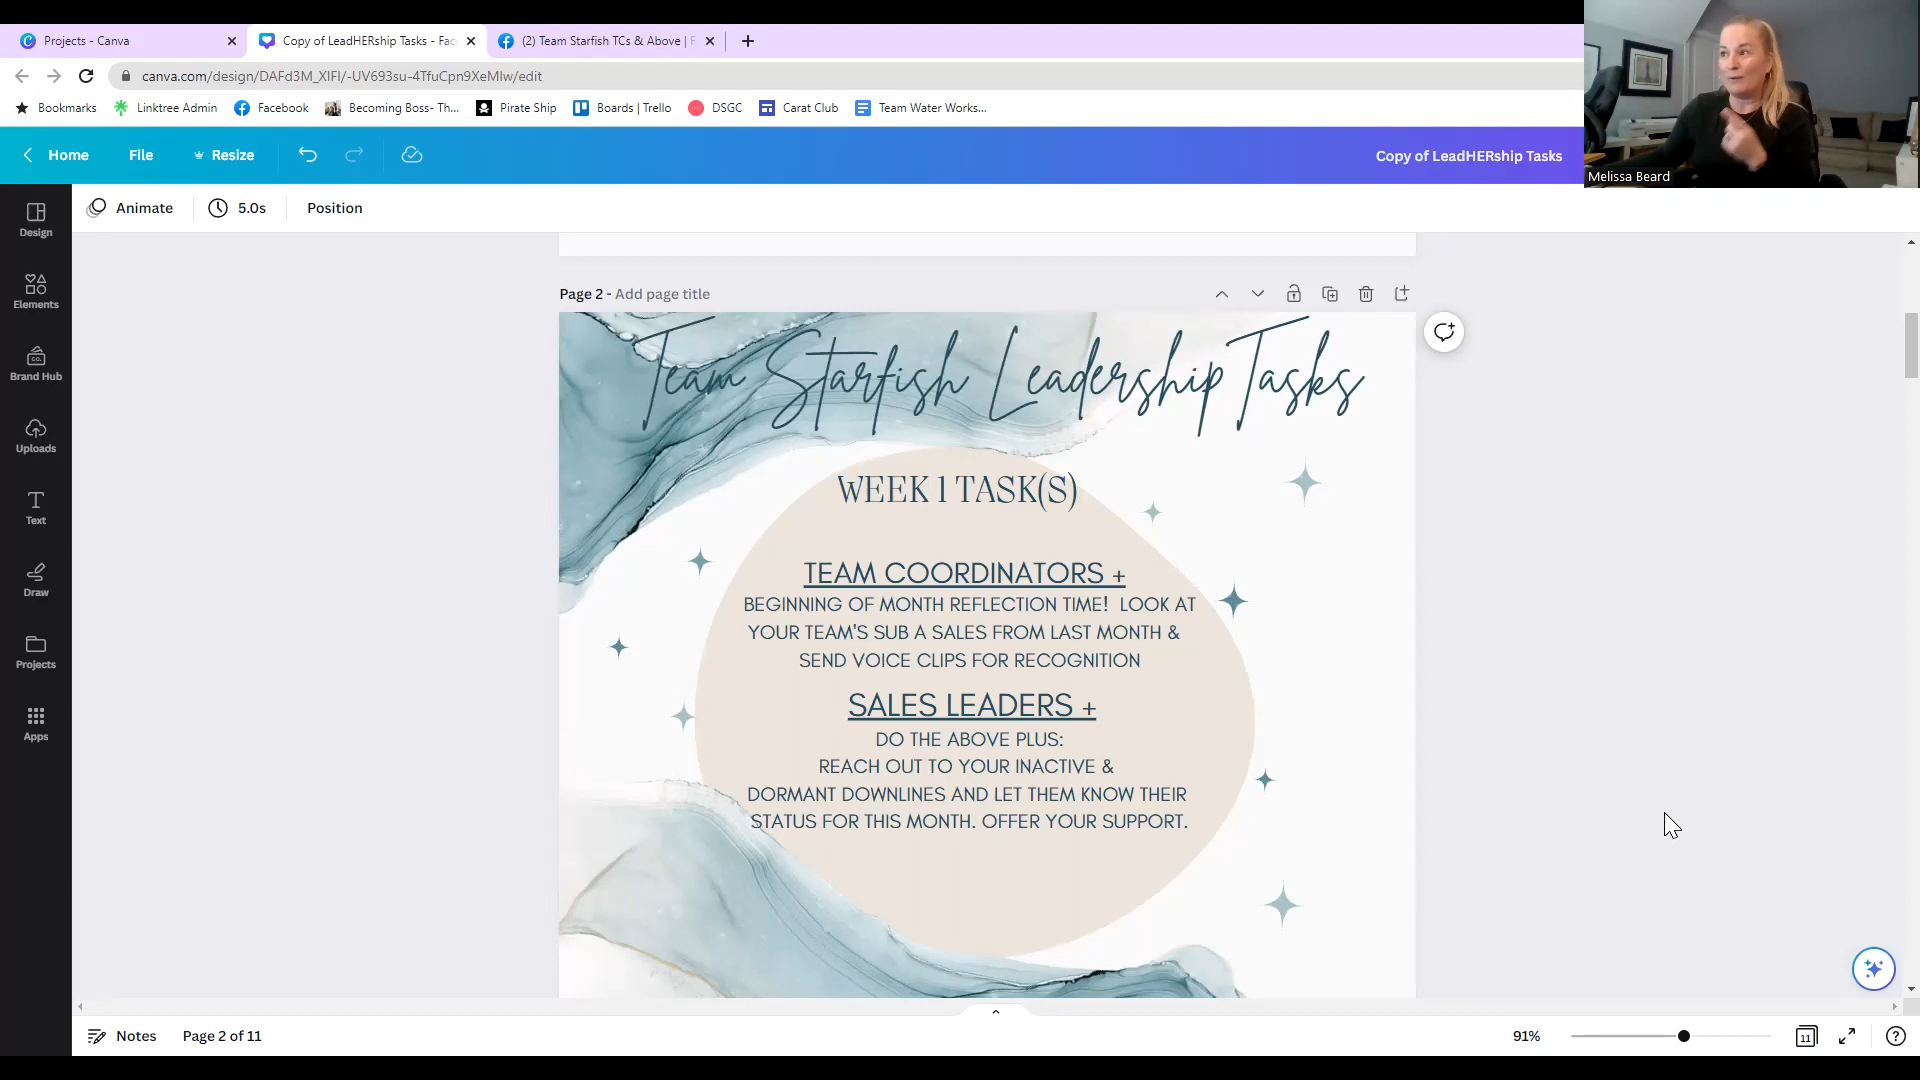 Projects - Canva
Copy of LeadHERship Tasks - Fac
(2) Team Starfish TCs & Above | F
canva.com/design/DAFd3M_XIFI/-UV693su-4TfuCpn9XeMIw/edit
Bookmarks
Linktree Admin
Facebook
Becoming Boss- Th...
Pirate Ship
Boards | Trello
DSGC
Carat Club
Team Water Works...
Home
File
Resize
Copy of LeadHERship Tasks
Melissa Beard
Animate
5.0s
Position
Design
Elements
Brand Hub
Uploads
Text
Draw
Projects
Apps
Page 2 - Add page title
Team Starfish Leadership Tasks
WEEK 1 TASK(S)
TEAM COORDINATORS +
BEGINNING OF MONTH REFLECTION TIME! LOOK AT
YOUR TEAM'S SUB A SALES FROM LAST MONTH &
SEND VOICE CLIPS FOR RECOGNITION
SALES LEADERS +
DO THE ABOVE PLUS:
REACH OUT TO YOUR INACTIVE &
DORMANT DOWNLINES AND LET THEM KNOW THEIR
STATUS FOR THIS MONTH. OFFER YOUR SUPPORT.
Notes
Page 2 of 11
91%
11